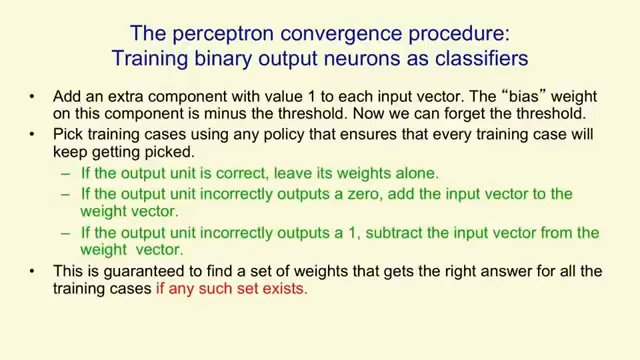 The perceptron convergence procedure:
Training binary output neurons as classifiers
• Add an extra component with value 1 to each input vector. The “bias” weight
on this component is minus the threshold. Now we can forget the threshold.
• Pick training cases using any policy that ensures that every training case will
keep getting picked.
– If the output unit is correct, leave its weights alone.
– If the output unit incorrectly outputs a zero, add the input vector to the
weight vector.
– If the output unit incorrectly outputs a 1, subtract the input vector from the
weight vector.
• This is guaranteed to find a set of weights that gets the right answer for all the
training cases if any such set exists.